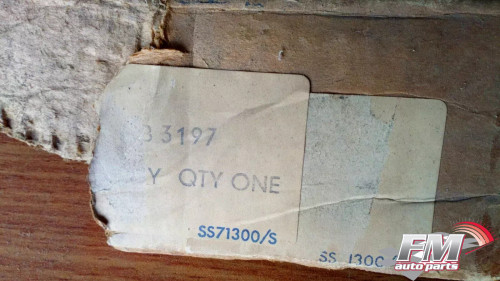 3197
Y QTY ONE
SS71300/S
SS 130C
FM
auto parts